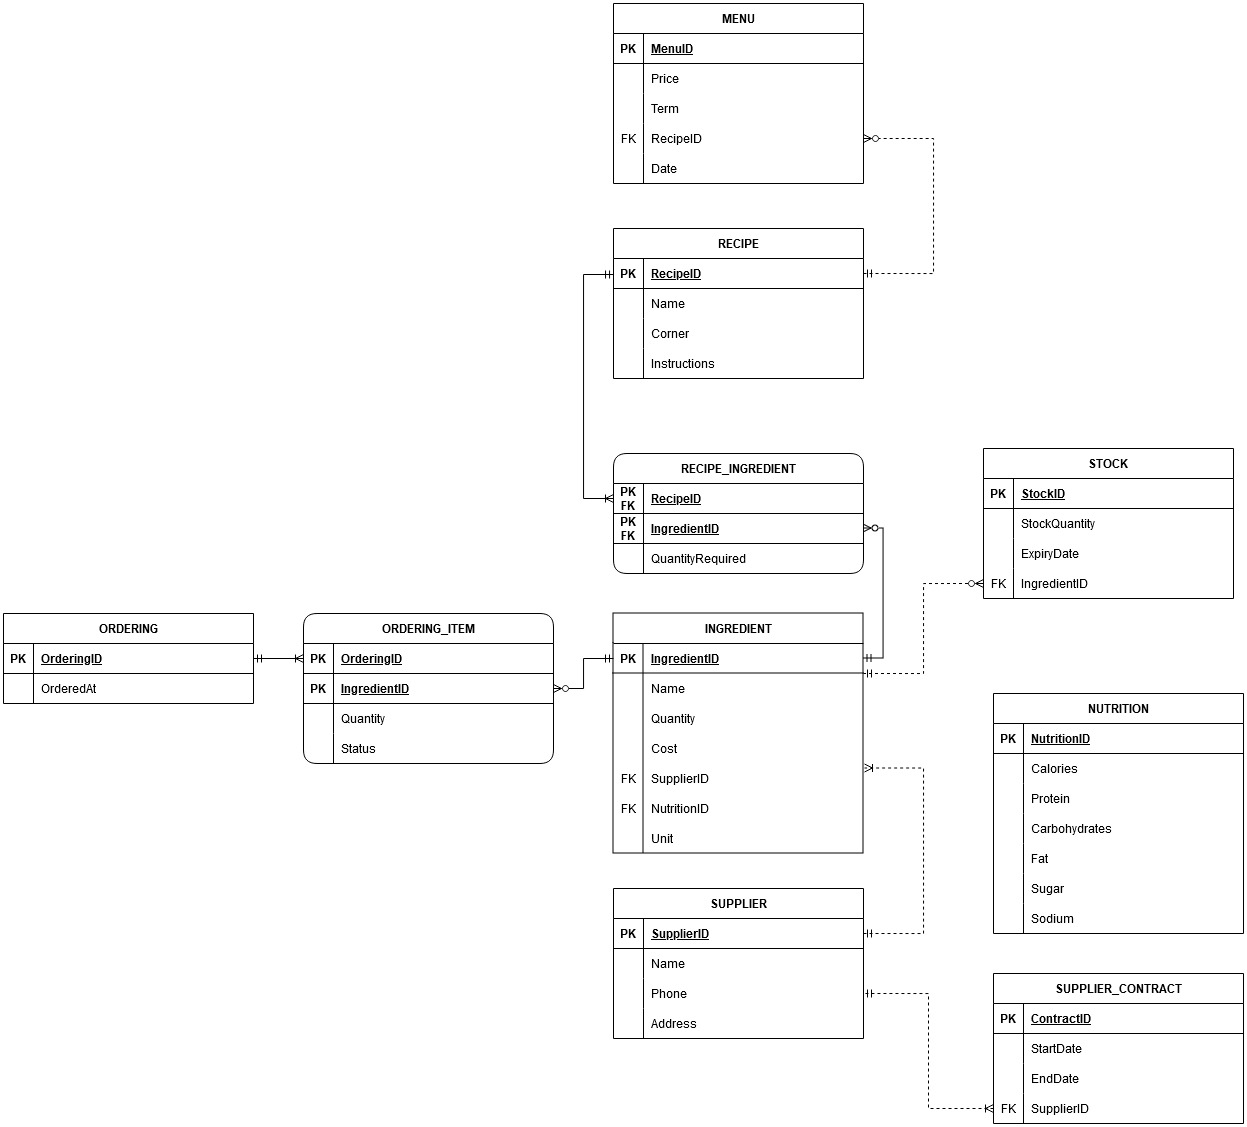 MENU
PK MenuID
Price
Term
FK RecipeID
Date
RECIPE
PK RecipeID
Name
Corner
Instructions
RECIPE_INGREDIENT
PK
FK
RecipeID
PK
FK
IngredientID
QuantityRequired
STOCK
PK StockID
StockQuantity
ExpiryDate
FK IngredientID
ORDERING
PK OrderingID
OrderedAt
ORDERING_ITEM
PK OrderingID
PK IngredientID
Quantity
Status
INGREDIENT
PK IngredientID
Name
Quantity
Cost
FK SupplierID
FK NutritionID
Unit
NUTRITION
PK NutritionID
Calories
Protein
Carbohydrates
Fat
Sugar
Sodium
SUPPLIER
PK SupplierID
Name
Phone
Address
SUPPLIER_CONTRACT
PK ContractID
StartDate
EndDate
FK SupplierID